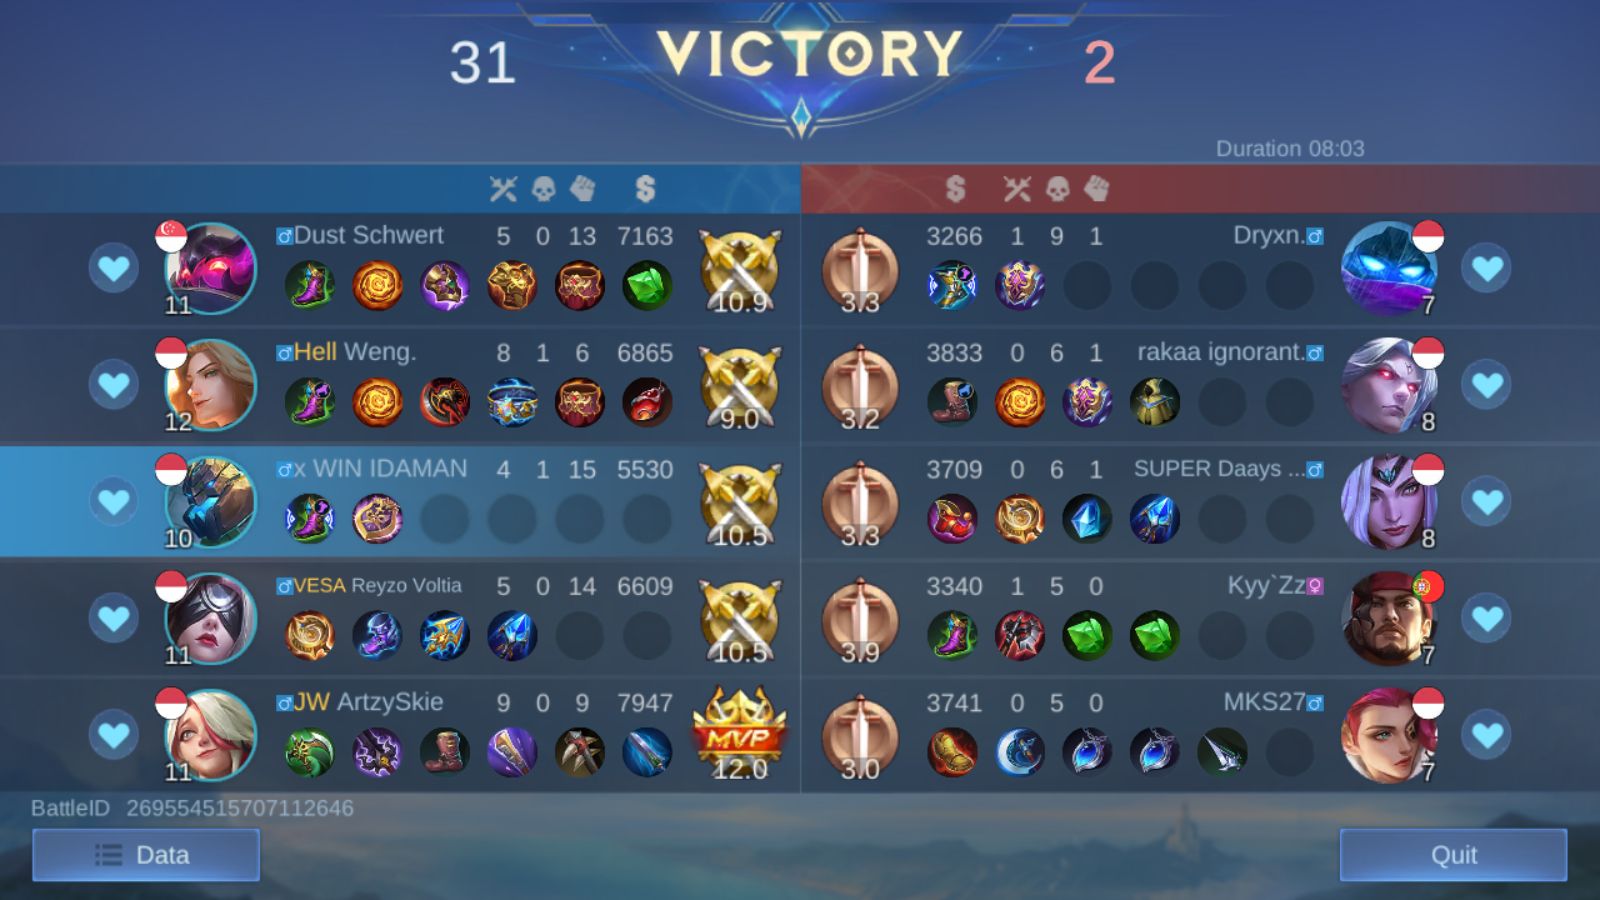 31 VICTORY 2
Duration 08:03
Dust Schwert 5 0 13 7163
11 10.9
3266 1 9 1 Dryxn.
3.3 7
Hell Weng. 8 1 6 6865
12 9.0
3833 0 6 1 rakaa ignorant.
3.2 8
x WIN IDAMAN 4 1 15 5530
10 10.5
3709 0 6 1 SUPER Daays ...
3.3 8
VESA Reyzo Voltia 5 0 14 6609
11 10.5
3340 1 5 0 Kyy`Zz
3.9 7
JW ArtzySkie 9 0 9 7947
11 MVP 12.0
3741 0 5 0 MKS27
3.0 7
BattleID 269554515707112646
Data
Quit